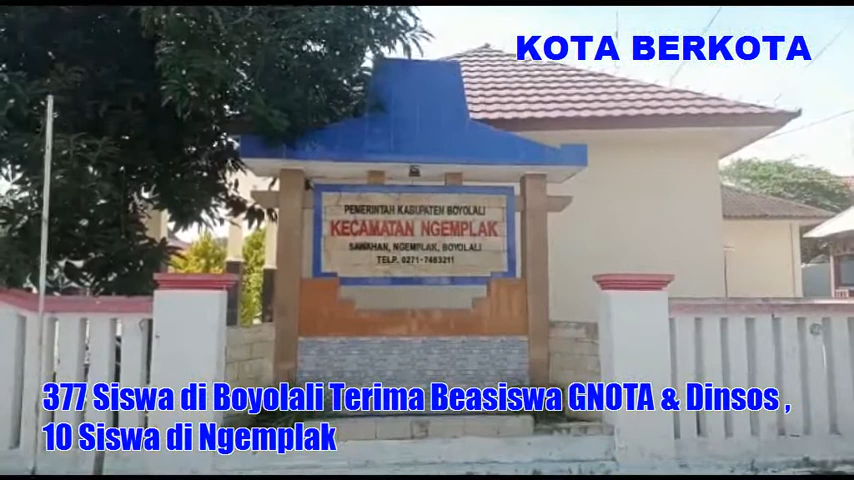 KOTA BERKOTA
PEMERINTAH KABUPATEN BOYOLALI
KECAMATAN NGEMPLAK
SAWAHAN, NGEMPLAK, BOYOLALI
TELP. 0271-7463211
377 Siswa di Boyolali Terima Beasiswa GNOTA & Dinsos ,
10 Siswa di Ngemplak